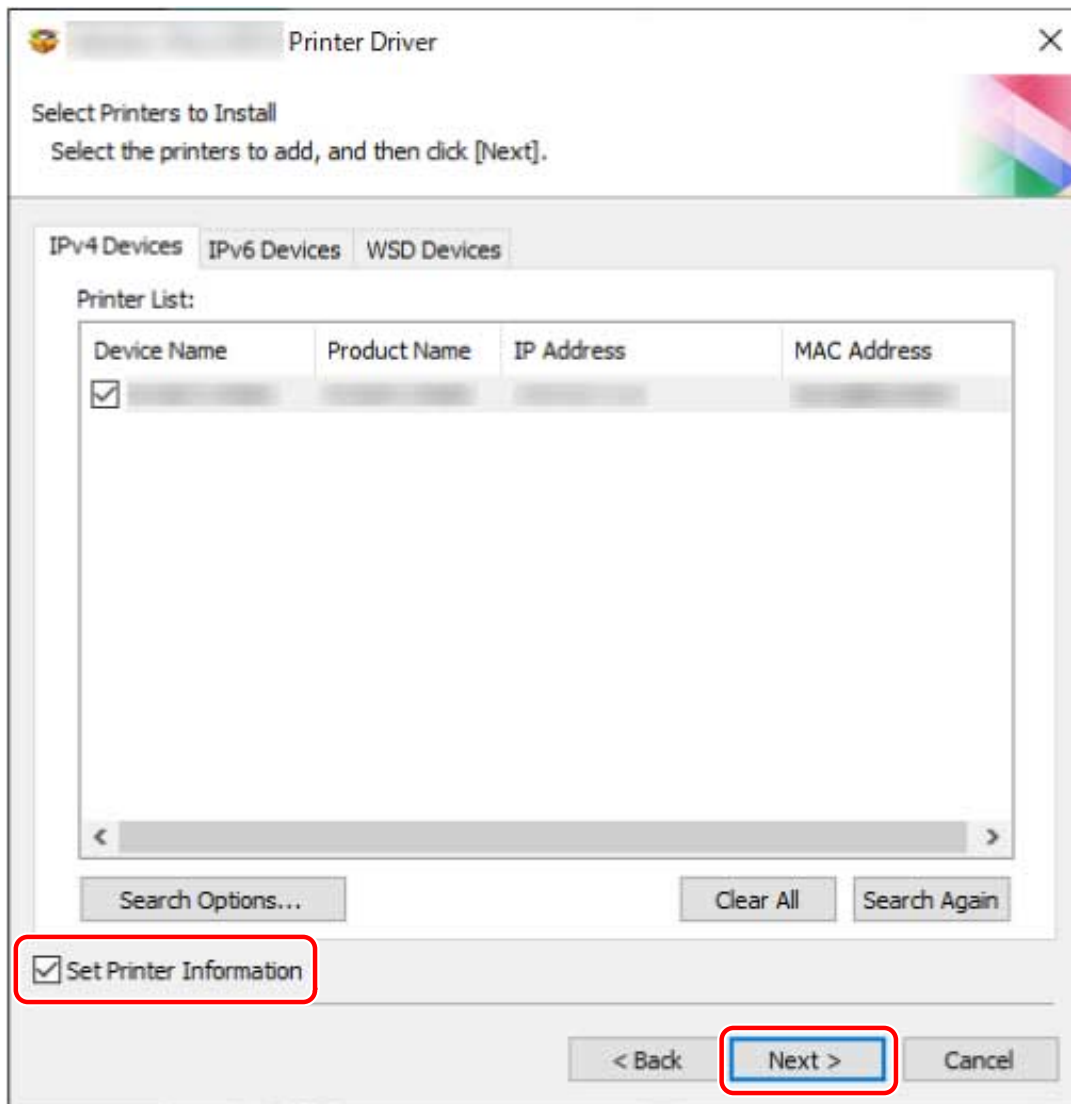 Printer Driver
Select Printers to Install
Select the printers to add, and then click [Next].
IPv4 Devices IPv6 Devices WSD Devices
Printer List:
Device Name Product Name IP Address MAC Address
Search Options... Clear All Search Again
Set Printer Information
< Back Next > Cancel